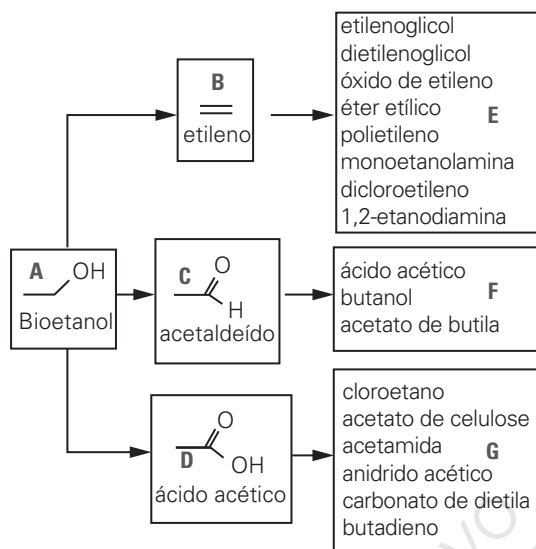 etilenoglicol
dietilenoglicol
óxido de etileno
éter etílico
polietileno
monoetanolamina
dicloroetileno
1,2-etanodiamina
E
B
etileno
A
OH
Bioetanol
C
O
H
acetaldeído
ácido acético
butanol
acetato de butila
F
D
O
OH
ácido acético
cloroetano
acetato de celulose
acetamida
anidrido acético
carbonato de dietila
butadieno
G